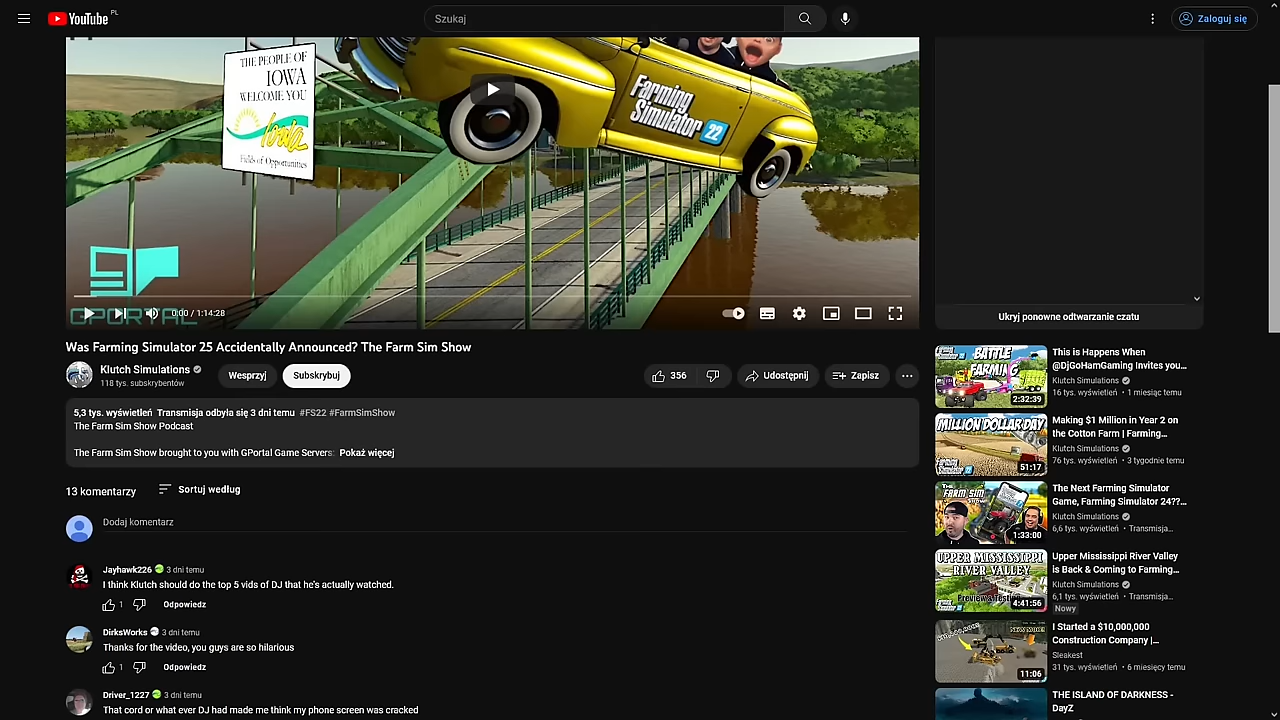 YouTube PL
Szukaj
Zaloguj się
THE PEOPLE OF
IOWA
WELCOME YOU
Iowa
Fields of Opportunities
Farming
Simulator 22
GPORTAL
0:00 / 1:14:28
Ukryj ponowne odtwarzanie czatu
Was Farming Simulator 25 Accidentally Announced? The Farm Sim Show
Klutch Simulations
118 tys. subskrybentów
Wesprzyj
Subskrybuj
356
Udostępnij
Zapisz
5,3 tys. wyświetleń Transmisja odbyła się 3 dni temu #FS22 #FarmSimShow
The Farm Sim Show Podcast
The Farm Sim Show brought to you with GPortal Game Servers: Pokaż więcej
13 komentarzy
Sortuj według
Dodaj komentarz
Jayhawk226 3 dni temu
I think Klutch should do the top 5 vids of DJ that he's actually watched.
1 Odpowiedz
DirksWorks 3 dni temu
Thanks for the video, you guys are so hilarious
1 Odpowiedz
Driver_1227 3 dni temu
That cord or what ever DJ had made me think my phone screen was cracked
BATTLE
FARMING
2:32:39
This is Happens When
@DjGoHamGaming Invites you...
Klutch Simulations
16 tys. wyświetleń • 1 miesiąc temu
MILLION DOLLAR DAY
51:17
Making $1 Million in Year 2 on
the Cotton Farm | Farming...
Klutch Simulations
76 tys. wyświetleń • 3 tygodnie temu
THE
FARM SIM
1:33:00
The Next Farming Simulator
Game, Farming Simulator 24??...
Klutch Simulations
6,6 tys. wyświetleń • Transmisja...
UPPER MISSISSIPPI
RIVER VALLEY
4:41:56
Upper Mississippi River Valley
is Back & Coming to Farming...
Klutch Simulations
6,1 tys. wyświetleń • Transmisja...
Nowy
11:06
I Started a $10,000,000
Construction Company |...
Sleakest
31 tys. wyświetleń • 6 miesięcy temu
THE ISLAND OF DARKNESS -
DayZ